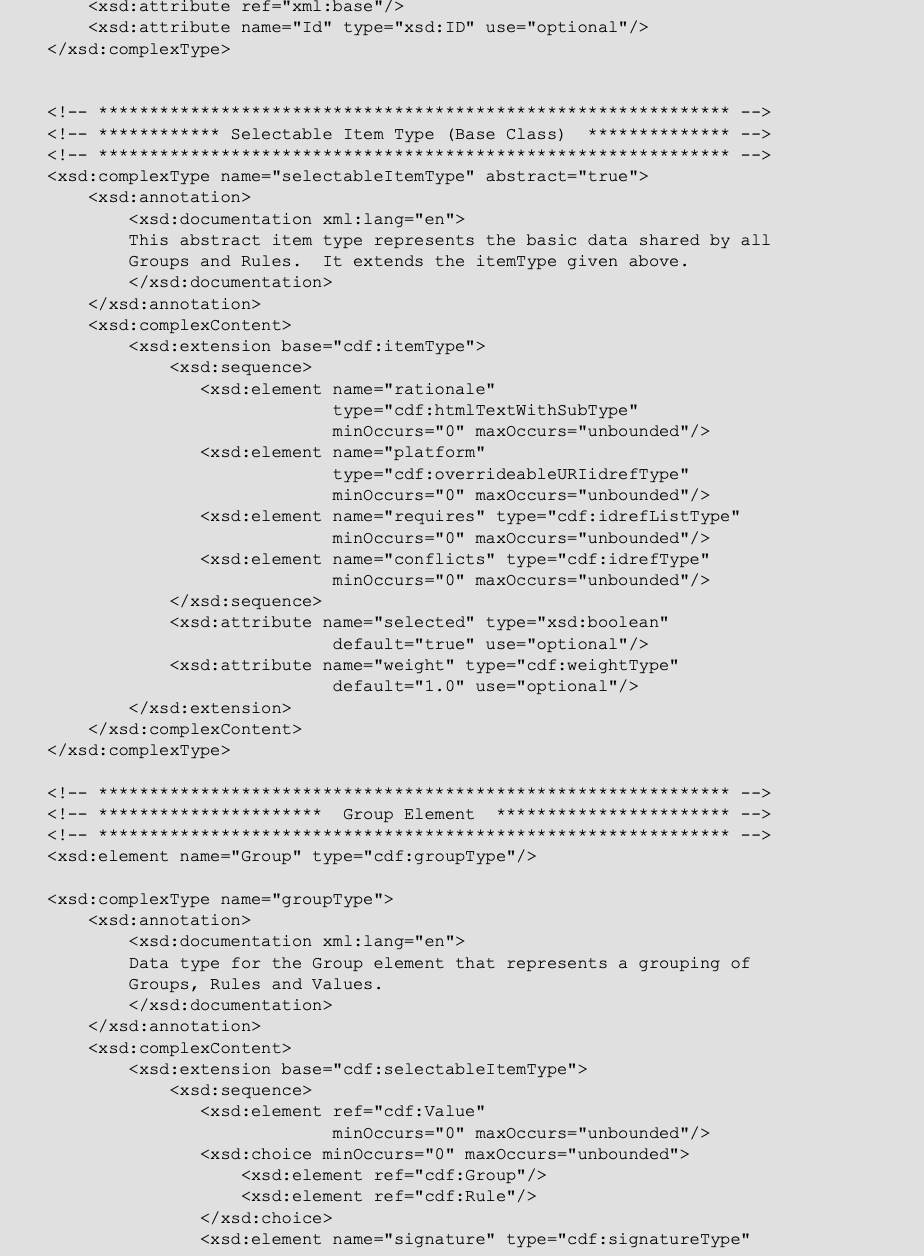 <xsd:attribute ref="xml:base"/>
    <xsd:attribute name="Id" type="xsd:ID" use="optional"/>
</xsd:complexType>
<!-- ************************************************************** -->
<!-- ************ Selectable Item Type (Base Class)  ************** -->
<!-- ************************************************************** -->
<xsd:complexType name="selectableItemType" abstract="true">
    <xsd:annotation>
        <xsd:documentation xml:lang="en">
        This abstract item type represents the basic data shared by all
        Groups and Rules.  It extends the itemType given above.
        </xsd:documentation>
    </xsd:annotation>
    <xsd:complexContent>
        <xsd:extension base="cdf:itemType">
            <xsd:sequence>
               <xsd:element name="rationale"
                            type="cdf:htmlTextWithSubType"
                            minOccurs="0" maxOccurs="unbounded"/>
               <xsd:element name="platform"
                            type="cdf:overrideableURIidrefType"
                            minOccurs="0" maxOccurs="unbounded"/>
               <xsd:element name="requires" type="cdf:idrefListType"
                            minOccurs="0" maxOccurs="unbounded"/>
               <xsd:element name="conflicts" type="cdf:idrefType"
                            minOccurs="0" maxOccurs="unbounded"/>
            </xsd:sequence>
            <xsd:attribute name="selected" type="xsd:boolean"
                            default="true" use="optional"/>
            <xsd:attribute name="weight" type="cdf:weightType"
                            default="1.0" use="optional"/>
        </xsd:extension>
    </xsd:complexContent>
</xsd:complexType>
<!-- ************************************************************** -->
<!-- **********************  Group Element  *********************** -->
<!-- ************************************************************** -->
<xsd:element name="Group" type="cdf:groupType"/>
<xsd:complexType name="groupType">
    <xsd:annotation>
        <xsd:documentation xml:lang="en">
        Data type for the Group element that represents a grouping of
        Groups, Rules and Values.
        </xsd:documentation>
    </xsd:annotation>
    <xsd:complexContent>
        <xsd:extension base="cdf:selectableItemType">
            <xsd:sequence>
               <xsd:element ref="cdf:Value"
                            minOccurs="0" maxOccurs="unbounded"/>
               <xsd:choice minOccurs="0" maxOccurs="unbounded">
                   <xsd:element ref="cdf:Group"/>
                   <xsd:element ref="cdf:Rule"/>
               </xsd:choice>
               <xsd:element name="signature" type="cdf:signatureType"